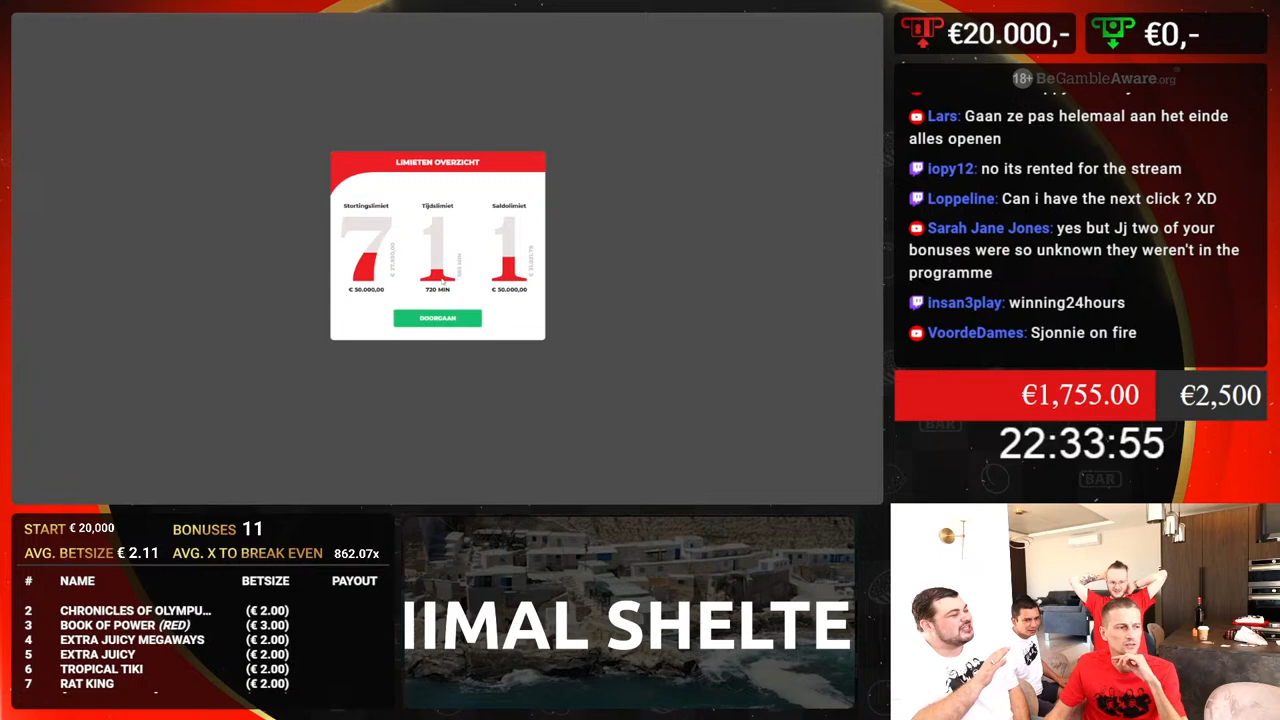 €20.000,-
€0,-
18+ BeGambleAware.org
Lars: Gaan ze pas helemaal aan het einde
alles openen
iopy12: no its rented for the stream
Loppeline: Can i have the next click ? XD
Sarah Jane Jones: yes but Jj two of your
bonuses were so unknown they weren't in the
programme
insan3play: winning24hours
VoordeDames: Sjonnie on fire
€1,755.00
€2,500
22:33:55
BAR
BAR
LIMIETEN OVERZICHT
Stortingslimiet
Tijdslimiet
Saldolimiet
7
1
1
€ 50.000,00
720 MIN
€ 50.000,00
DOORGAAN
START € 20,000
BONUSES 11
AVG. BETSIZE € 2.11
AVG. X TO BREAK EVEN 862.07x
# NAME BETSIZE PAYOUT
2 CHRONICLES OF OLYMPU... (€ 2.00)
3 BOOK OF POWER (RED) (€ 3.00)
4 EXTRA JUICY MEGAWAYS (€ 2.00)
5 EXTRA JUICY (€ 2.00)
6 TROPICAL TIKI (€ 2.00)
7 RAT KING (€ 2.00)
IIMAL SHELTE